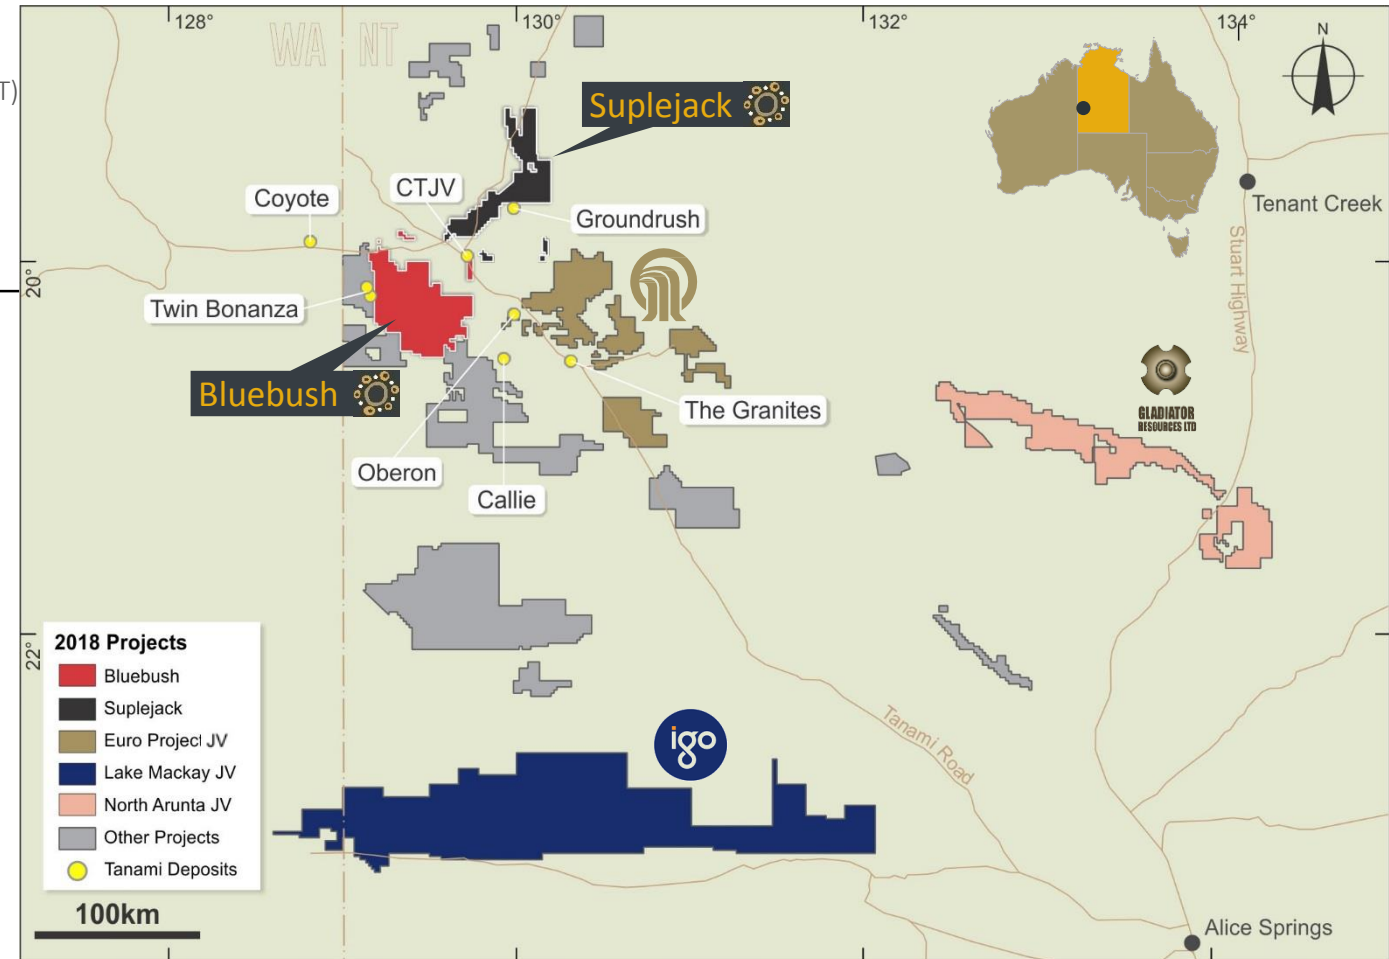 128°
130°
132°
134°
WA
NT
N
T)
Suplejack
Coyote
CTJV
Groundrush
Tenant Creek
Stuart Highway
20°
Twin Bonanza
Bluebush
The Granites
GLADIATOR
RESOURCES LTD
Oberon
Callie
22°
2018 Projects
Bluebush
Suplejack
Euro Project JV
Lake Mackay JV
North Arunta JV
Other Projects
Tanami Deposits
igo
Tanami Road
100km
Alice Springs